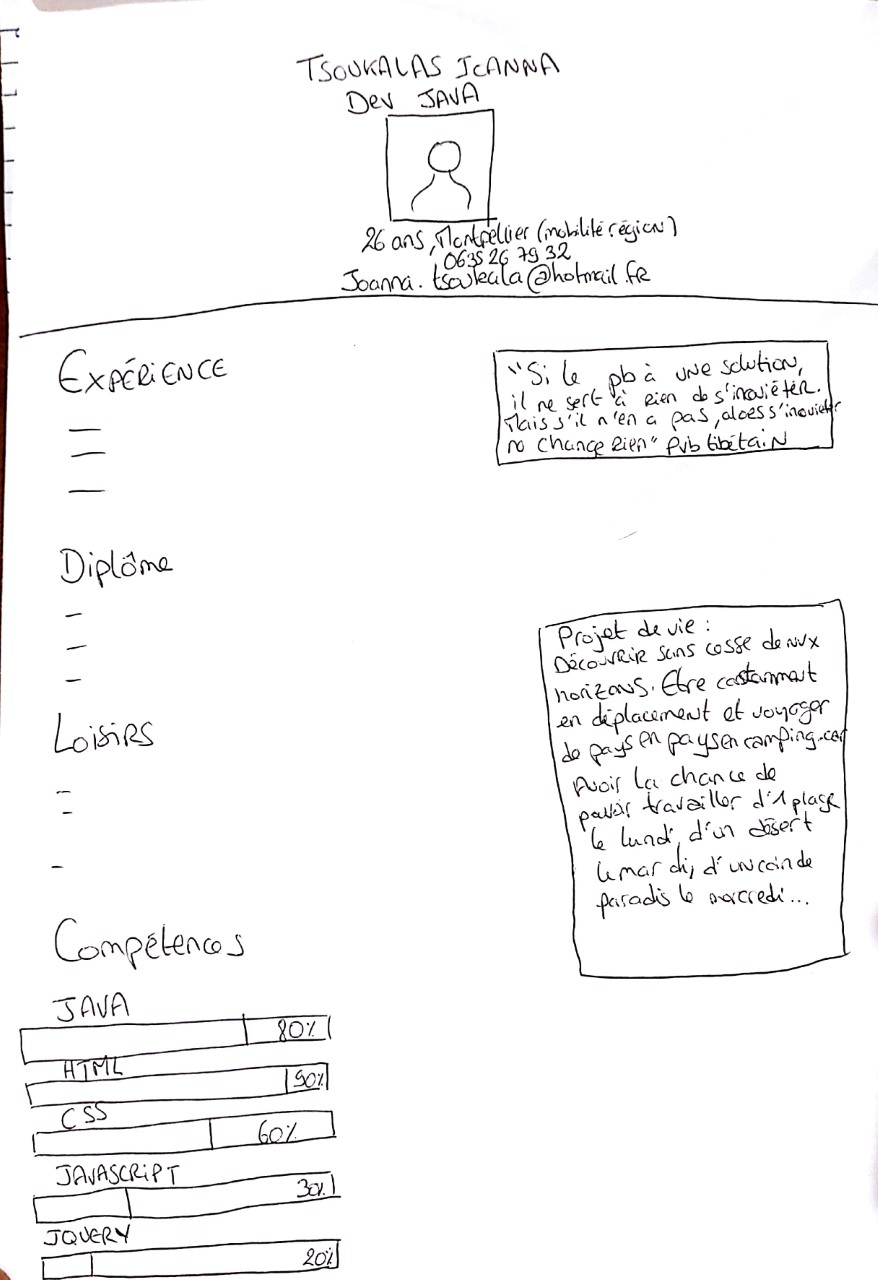 TSOUKALAS IOANNA
Dev JAVA
26 ans, Montpellier (mobilité région)
06 35 26 79 32
Joanna.tsoukala@hotmail.fr
EXPÉRIENCE
"Si le pb à une solution,
il ne sert à rien de s'inquiéter.
Mais s'il n'en a pas, alors s'inquiéter
ne change rien" Pvb tibétain
Diplôme
Projet de vie :
Découvrir sans cesse de nvx
horizons. Etre constamment
en déplacement et voyager
de pays en pays en camping-car
Avoir la chance de
pouvoir travailler d'1 plage
le lundi, d'un désert
le mardi, d'un coin de
paradis le mercredi...
Loisirs
Compétences
JAVA
80%
HTML
90%
CSS
60%
JAVASCRIPT
30%
JQUERY
20%